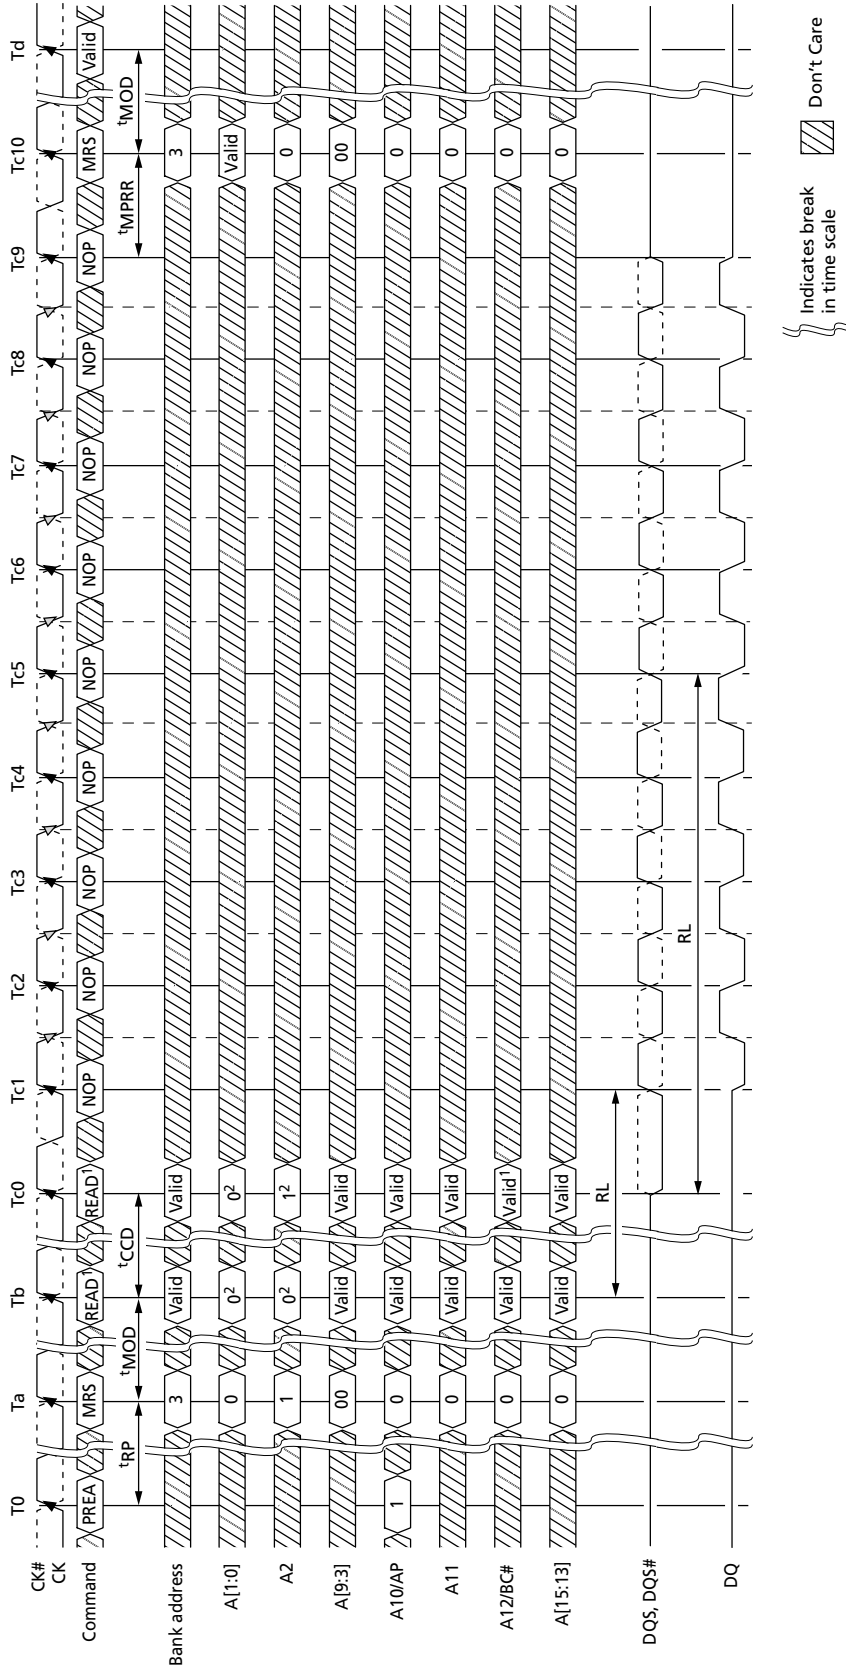 T0 Ta Tb Tc0 Tc1 Tc2 Tc3 Tc4 Tc5 Tc6 Tc7 Tc8 Tc9 Tc10 Td
CK#
CK
Command PREA MRS READ¹ READ¹ NOP NOP NOP NOP NOP NOP NOP NOP NOP MRS Valid
tRP tMOD tCCD tMPRR tMOD
Bank address 3 Valid Valid 3
A[1:0] 0 0² 0² Valid
A2 1 0² 1² 0
A[9:3] 00 Valid Valid 00
A10/AP 1 0 Valid Valid 0
A11 0 Valid Valid 0
A12/BC# 0 Valid Valid¹ 0
A[15:13] 0 Valid Valid 0
RL
DQS, DQS#
RL
DQ
Indicates break
in time scale
Don't Care